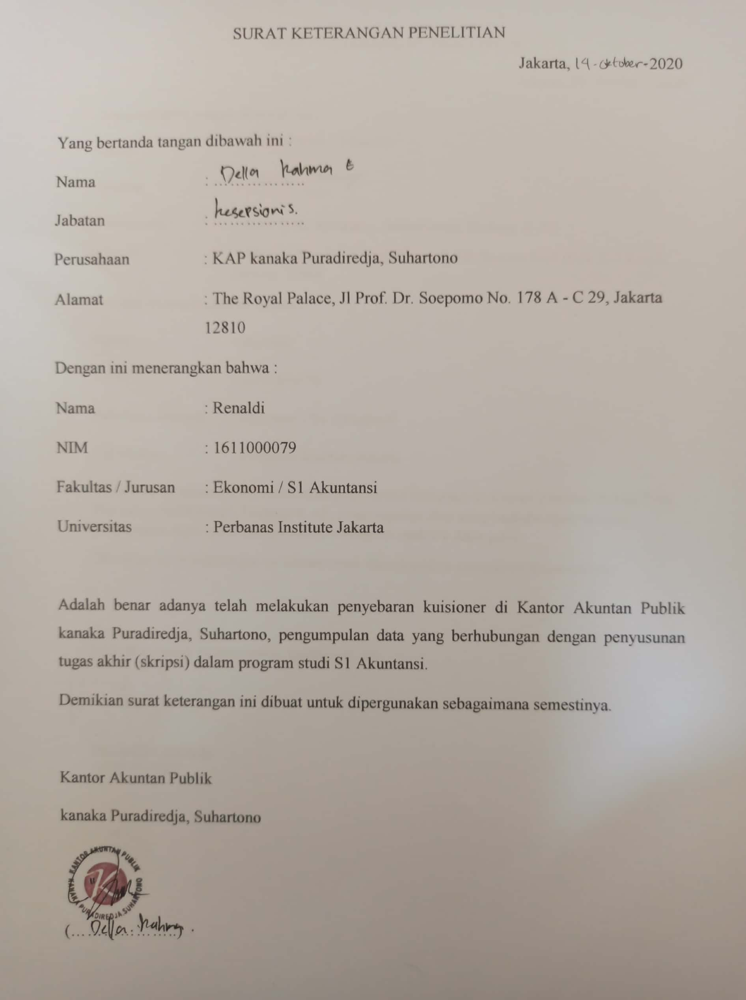 SURAT KETERANGAN PENELITIAN
Jakarta, 14-Oktober-2020
Yang bertanda tangan dibawah ini :
Nama : Della Rahma E
Jabatan : Resepsionis.
Perusahaan : KAP kanaka Puradiredja, Suhartono
Alamat : The Royal Palace, Jl Prof. Dr. Soepomo No. 178 A - C 29, Jakarta
12810
Dengan ini menerangkan bahwa :
Nama : Renaldi
NIM : 1611000079
Fakultas / Jurusan : Ekonomi / S1 Akuntansi
Universitas : Perbanas Institute Jakarta
Adalah benar adanya telah melakukan penyebaran kuisioner di Kantor Akuntan Publik
kanaka Puradiredja, Suhartono, pengumpulan data yang berhubungan dengan penyusunan
tugas akhir (skripsi) dalam program studi S1 Akuntansi.
Demikian surat keterangan ini dibuat untuk dipergunakan sebagaimana semestinya.
Kantor Akuntan Publik
kanaka Puradiredja, Suhartono
KANTOR AKUNTAN PUBLIK
KANAKA PURADIREDJA.SUHARTONO
(... Della Rahma )